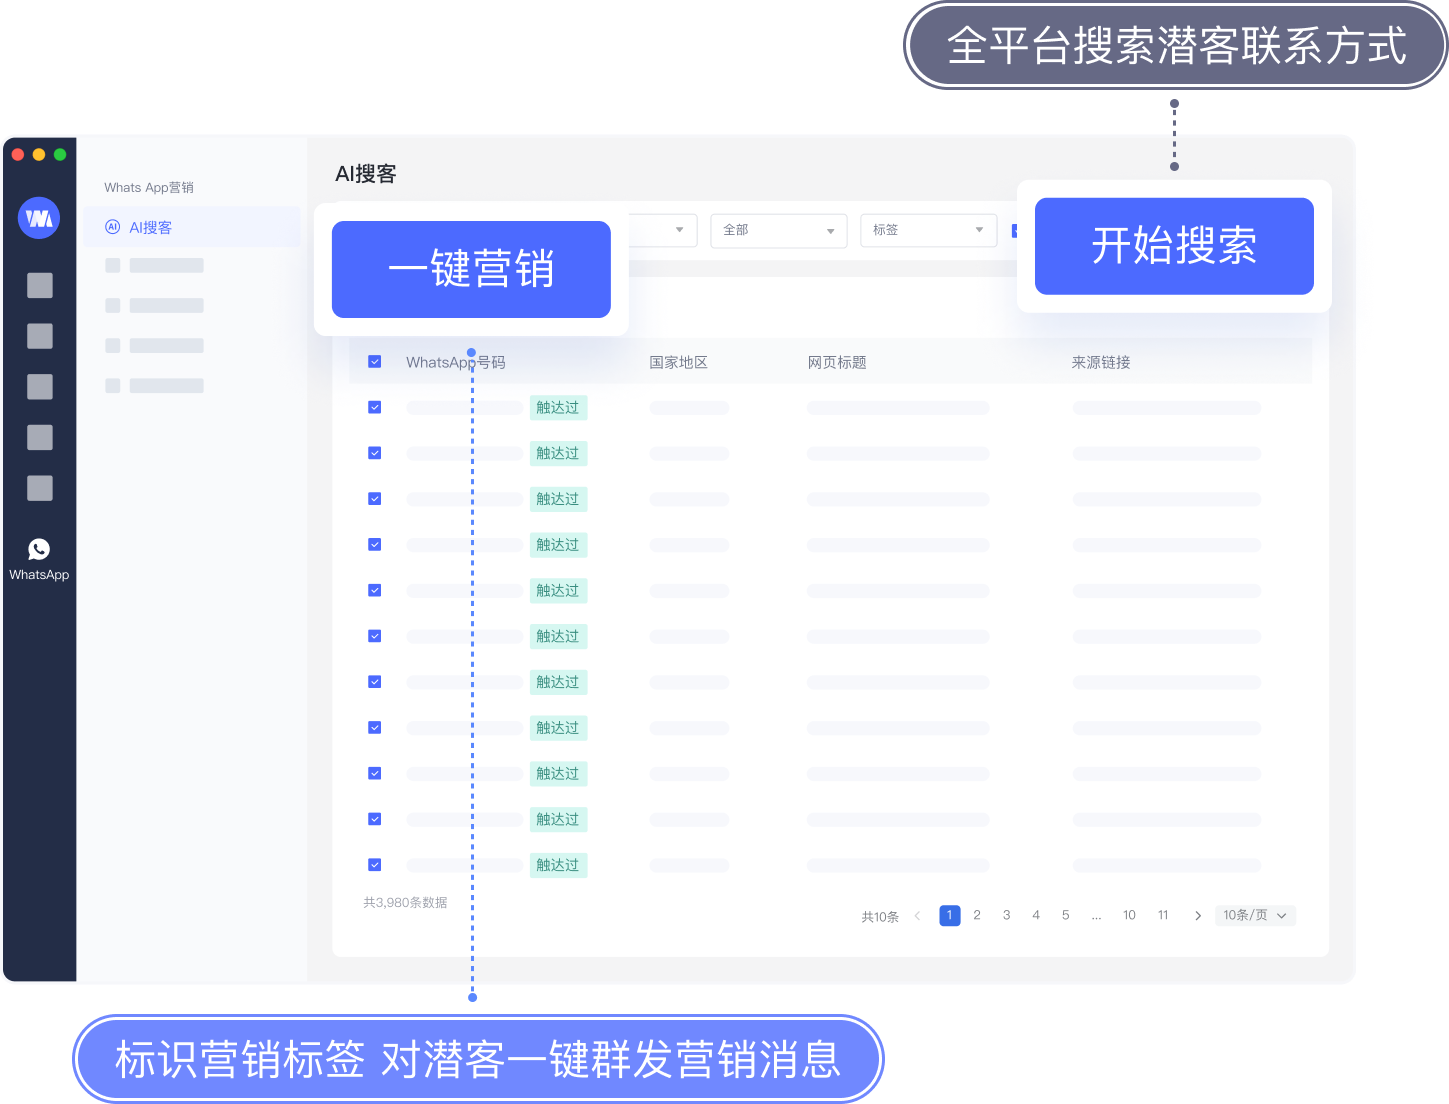 全平台搜索潜客联系方式
AI搜客
Whats App营销
AI AI搜客
一键营销
全部
标签
开始搜索
WhatsApp号码 国家地区 网页标题 来源链接
触达过
触达过
触达过
触达过
WhatsApp
触达过
触达过
触达过
触达过
触达过
触达过
触达过
共3,980条数据
共10条 1 2 3 4 5 ... 10 11 10条/页
标识营销标签 对潜客一键群发营销消息